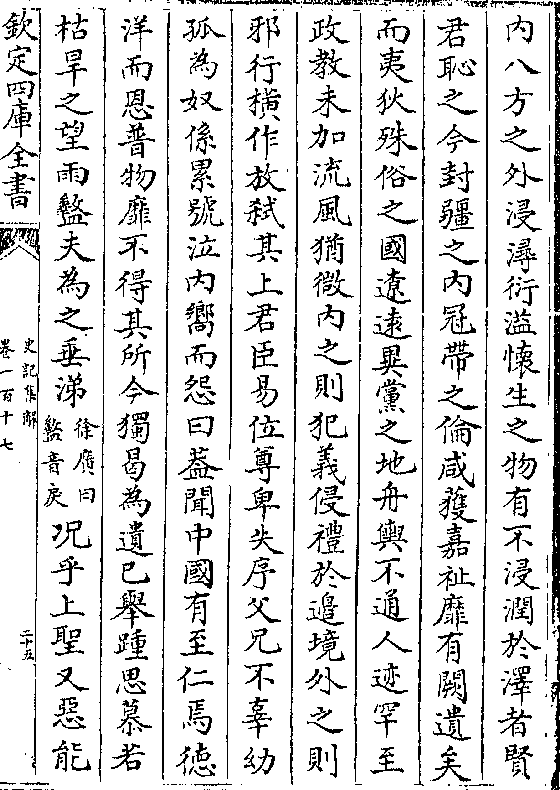 內八方之外浸潯衍溢懷生之物有不浸潤於澤者賢
君恥之今封疆之內冠帶之倫咸獲嘉祉靡有闕遺矣
而夷狄殊俗之國遼遠異黨之地舟輿不通人迹罕至
政教未加流風猶微內之則犯義侵禮於邊境外之則
邪行橫作放弑其上君臣易位尊卑失序父兄不辜幼
孤為奴係累號泣內嚮而怨曰葢聞中國有至仁焉德
洋而恩普物靡不得其所今獨曷為遺已舉踵思慕若
枯旱之望雨盭夫為之垂涕徐廣曰盭音戾况乎上聖又惡能
欽定四庫全書
史記集解
卷一百十七
二十五